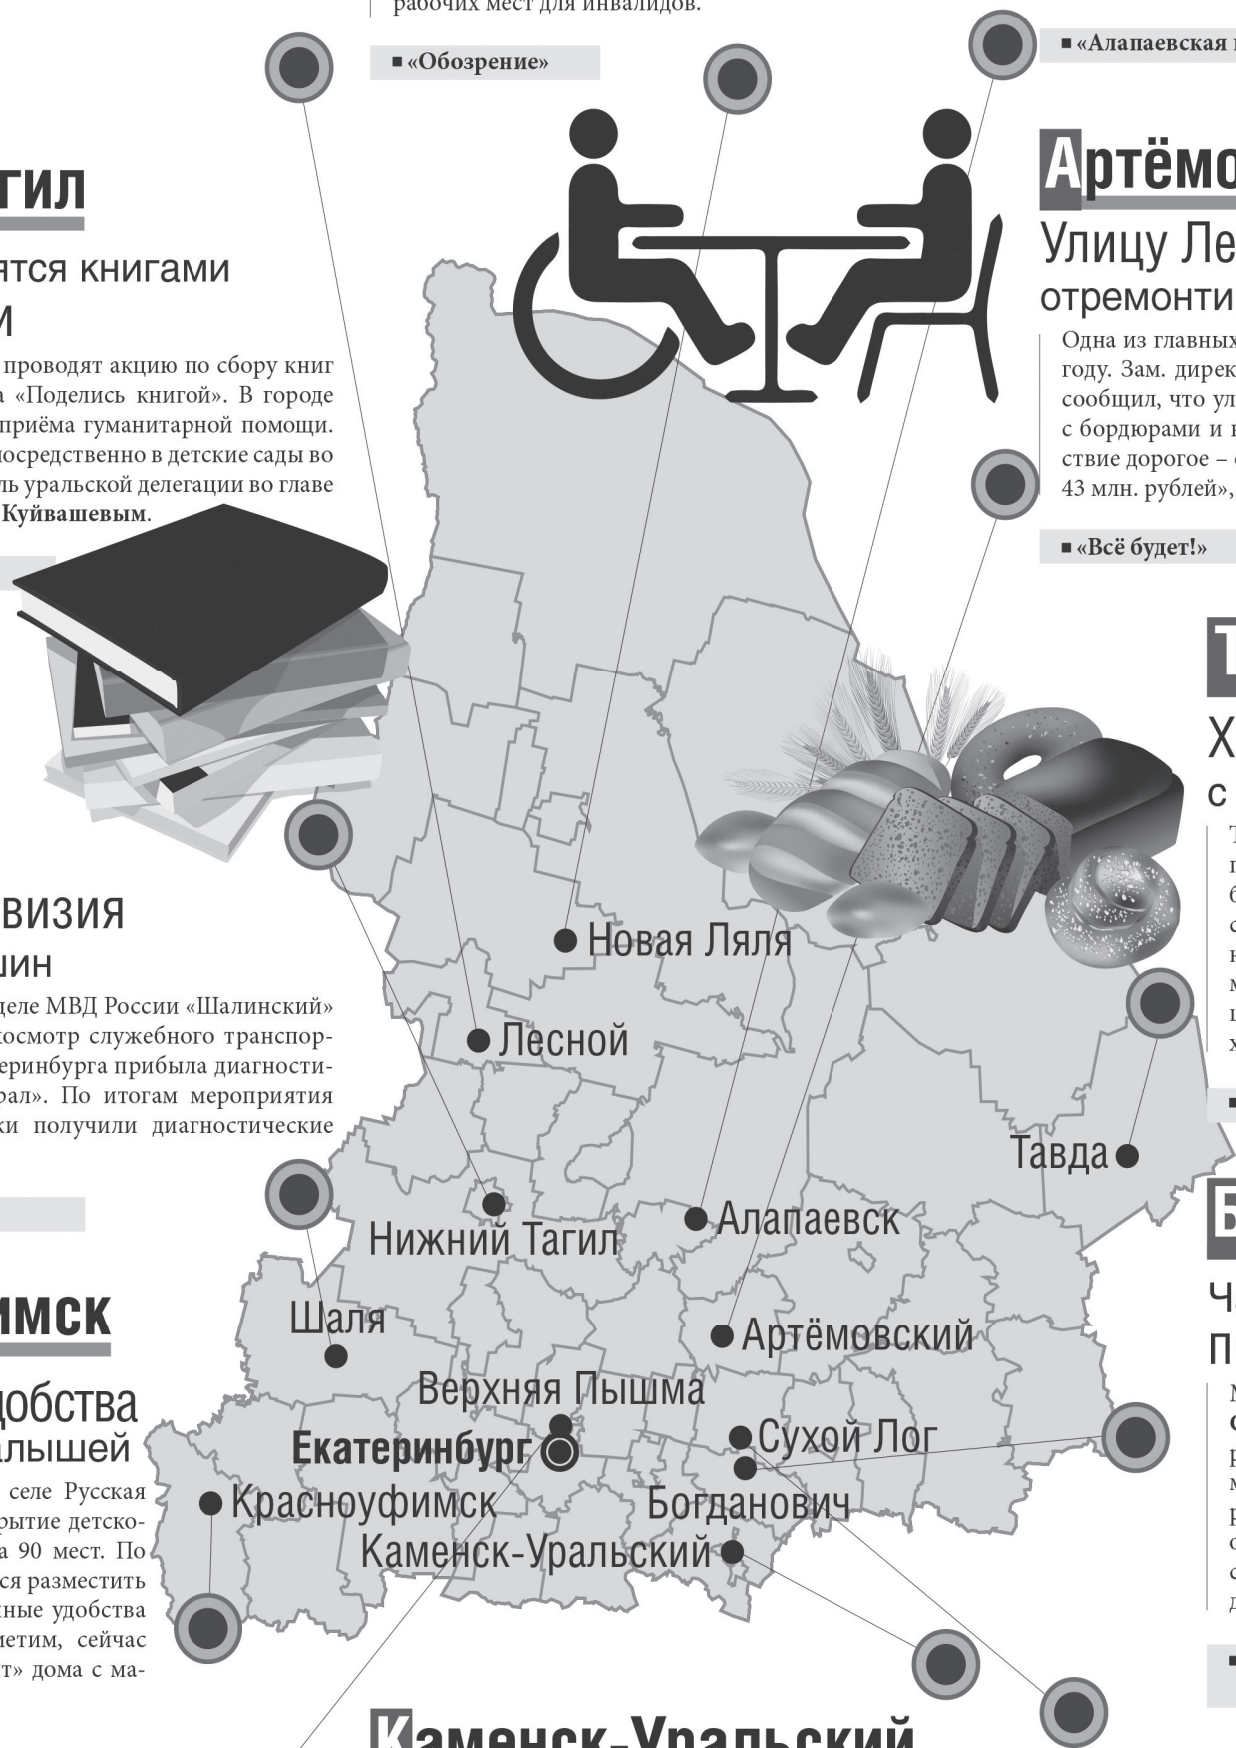 рабочих мест для инвалидов.
■ «Обозрение»
■ «Алапаевская
гил
книгами
проводят акцию по сбору книг
«Поделись книгой». В городе
приёма гуманитарной помощи.
в детские сады во
уральской делегации во главе
Куйвашевым.
Артёмо
Улицу Ле
отремонти
Одна из главных
году. Зам. дирек
сообщил, что ул
с бордюрами и
ствие дорогое –
43 млн. рублей»,
■ «Всё будет!»
визия
шин
деле МВД России «Шалинский»
осмотр служебного транспор-
еринбурга прибыла диагности-
рал». По итогам мероприятия
ки получили диагностические
имск
добства
алышей
селе Русская
рытие детско-
а 90 мест. По
ся разместить
ные удобства
метим, сейчас
т» дома с ма-
Новая Ляля
Лесной
Тавда
Нижний Тагил
Алапаевск
Шаля
Артёмовский
Верхняя Пышма
Екатеринбург
Сухой Лог
Красноуфимск
Богданович
Каменск-Уральский
Каменск-Уральский